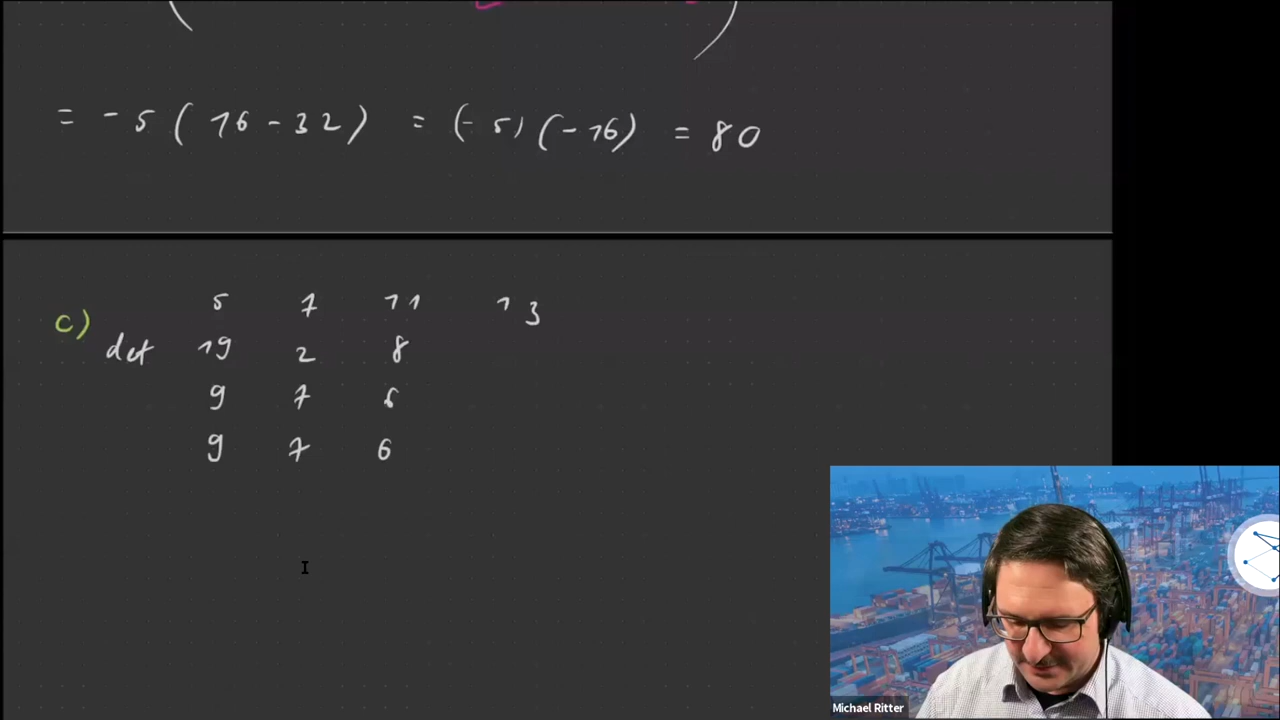 = - 5 ( 16 - 32 ) = (- 5) (- 16) = 80
c)
5 7 11 13
det 19 2 8
9 7 6
9 7 6
Michael Ritter